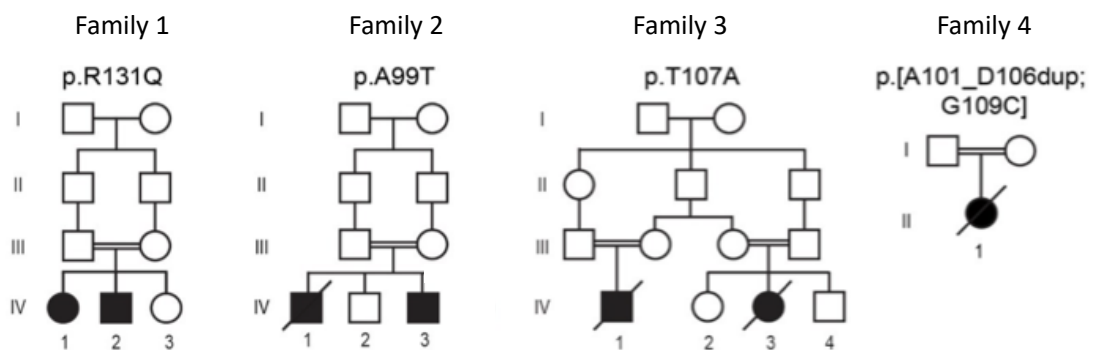 Family 1 Family 2 Family 3 Family 4
p.R131Q p.A99T p.T107A p.[A101_D106dup;
G109C]
I I I I
II II II II
1
III III III
IV IV IV
1 2 3 1 2 3 1 2 3 4